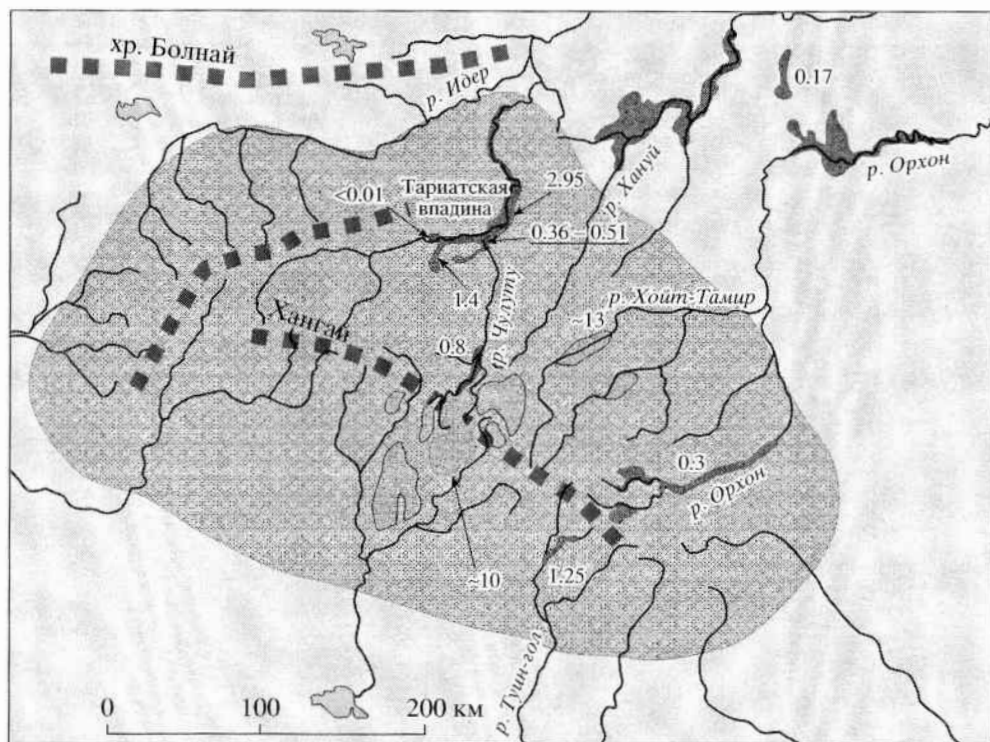 хр. Болнай
р. Идер
0.17
р. Хануй
р. Орхон
<0.01
Тариатская
впадина
2.95
0.36–0.51
1.4
р. Чулуту
р. Хойт-Тамир
~13
Хангай
0.8
0.3
р. Орхон
~10
1.25
р. Туин-гол
0 100 200 км